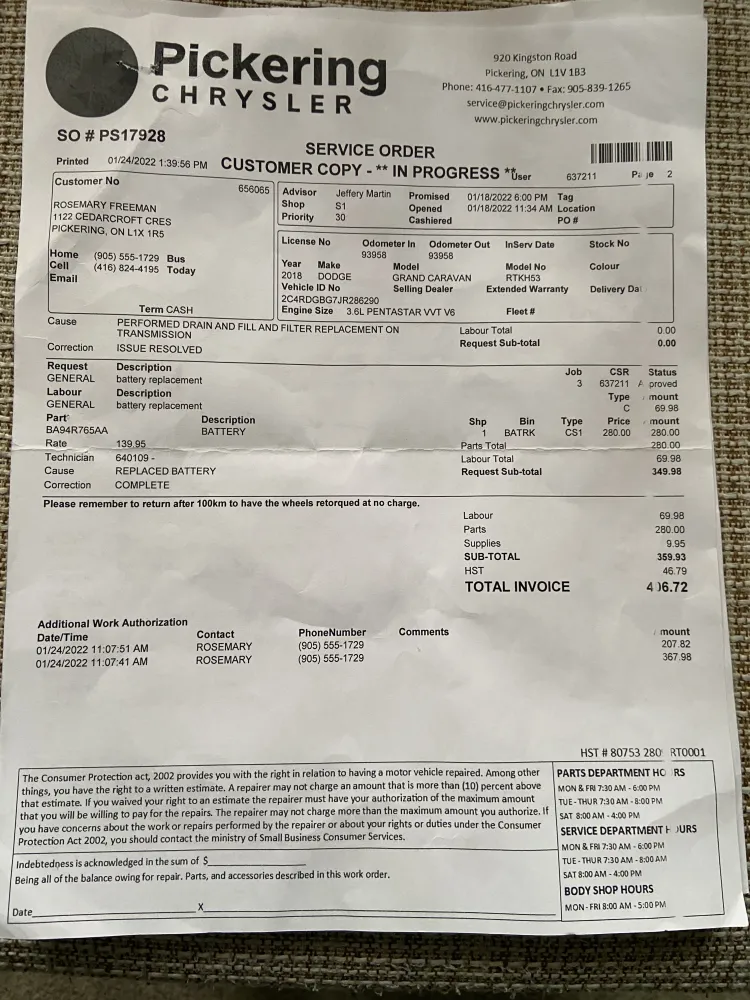 Pickering
CHRYSLER
920 Kingston Road
Pickering, ON L1V 1B3
Phone: 416-477-1107 • Fax: 905-839-1265
service@pickeringchrysler.com
www.pickeringchrysler.com
SO # PS17928
SERVICE ORDER
Printed 01/24/2022 1:39:56 PM CUSTOMER COPY - ** IN PROGRESS ** User 637211 Page 2
Customer No 656065
ROSEMARY FREEMAN
1122 CEDARCROFT CRES
PICKERING, ON L1X 1R5
Home (905) 555-1729 Bus
Cell (416) 824-4195 Today
Email
Term CASH
Advisor Jeffery Martin Promised 01/18/2022 6:00 PM Tag
Shop S1 Opened 01/18/2022 11:34 AM Location
Priority 30 Cashiered PO #
License No Odometer In Odometer Out InServ Date Stock No
93958 93958
Year Make Model Model No Colour
2018 DODGE GRAND CARAVAN RTKH53
Vehicle ID No Selling Dealer Extended Warranty Delivery Da
2C4RDGBG7JR286290
Engine Size 3.6L PENTASTAR VVT V6 Fleet #
Cause PERFORMED DRAIN AND FILL AND FILTER REPLACEMENT ON Labour Total 0.00
TRANSMISSION Request Sub-total 0.00
Correction ISSUE RESOLVED
Request Description Job CSR Status
GENERAL battery replacement 3 637211 A proved
Labour Description Type mount
GENERAL battery replacement C 69.98
Part Description Shp Bin Type Price mount
BA94R765AA BATTERY 1 BATRK CS1 280.00 280.00
Rate 139.95 Parts Total 280.00
Technician 640109 - Labour Total 69.98
Cause REPLACED BATTERY Request Sub-total 349.98
Correction COMPLETE
Please remember to return after 100km to have the wheels retorqued at no charge.
Labour 69.98
Parts 280.00
Supplies 9.95
SUB-TOTAL 359.93
HST 46.79
TOTAL INVOICE 406.72
Additional Work Authorization
Date/Time Contact PhoneNumber Comments mount
01/24/2022 11:07:51 AM ROSEMARY (905) 555-1729 207.82
01/24/2022 11:07:41 AM ROSEMARY (905) 555-1729 367.98
HST # 80753 280 RT0001
The Consumer Protection act, 2002 provides you with the right in relation to having a motor vehicle repaired. Among other
things, you have the right to a written estimate. A repairer may not charge an amount that is more than (10) percent above
that estimate. If you waived your right to an estimate the repairer must have your authorization of the maximum amount
that you will be willing to pay for the repairs. The repairer may not charge more than the maximum amount you authorize. If
you have concerns about the work or repairs performed by the repairer or about your rights or duties under the Consumer
Protection Act 2002, you should contact the ministry of Small Business Consumer Services.
Indebtedness is acknowledged in the sum of $
Being all of the balance owing for repair. Parts, and accessories described in this work order.
Date X
PARTS DEPARTMENT HOURS
MON & FRI 7:30 AM - 6:00 PM
TUE - THUR 7:30 AM - 8:00 PM
SAT 8:00 AM - 4:00 PM
SERVICE DEPARTMENT HOURS
MON & FRI 7:30 AM - 6:00 PM
TUE - THUR 7:30 AM - 8:00 AM
SAT 8:00 AM - 4:00 PM
BODY SHOP HOURS
MON - FRI 8:00 AM - 5:00 PM